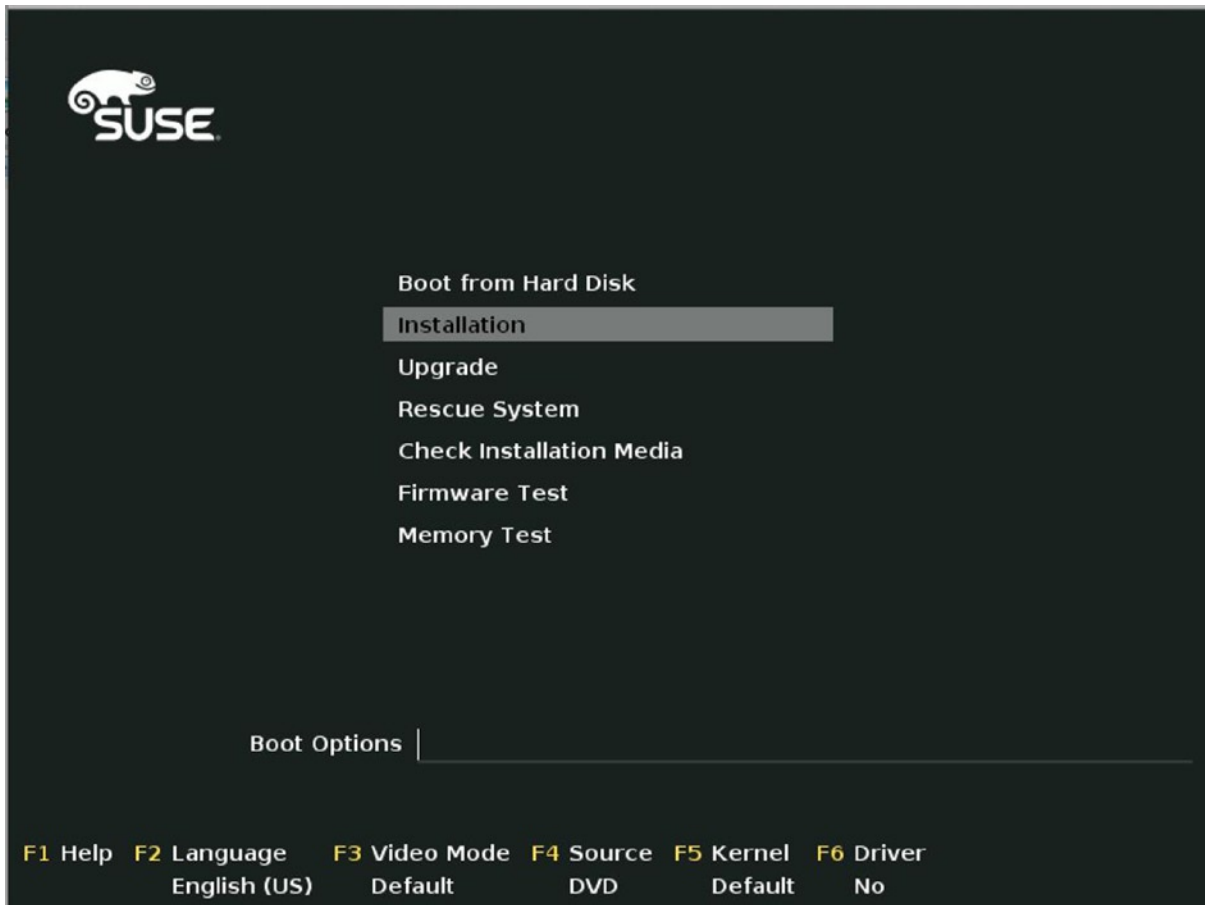 SUSE.
Boot from Hard Disk
Installation
Upgrade
Rescue System
Check Installation Media
Firmware Test
Memory Test
Boot Options
F1 Help F2 Language F3 Video Mode F4 Source F5 Kernel F6 Driver
English (US) Default DVD Default No